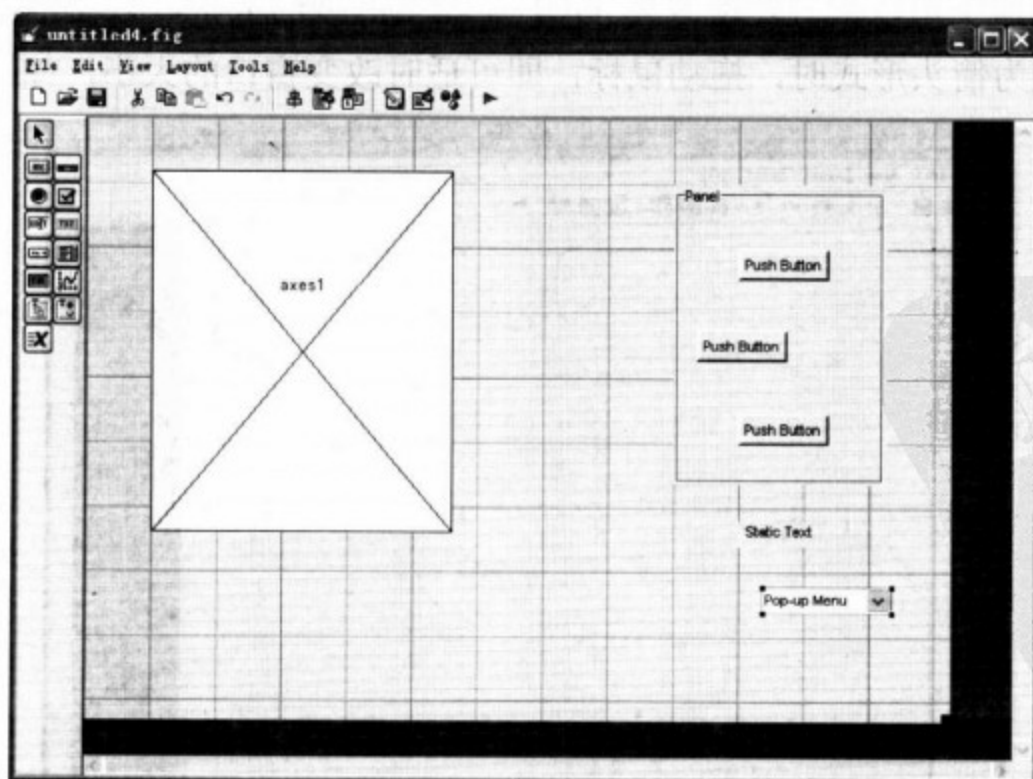 untitled4.fig
File Edit View Layout Tools Help
Panel
Push Button
axes1
Push Button
Push Button
Static Text
Pop-up Menu